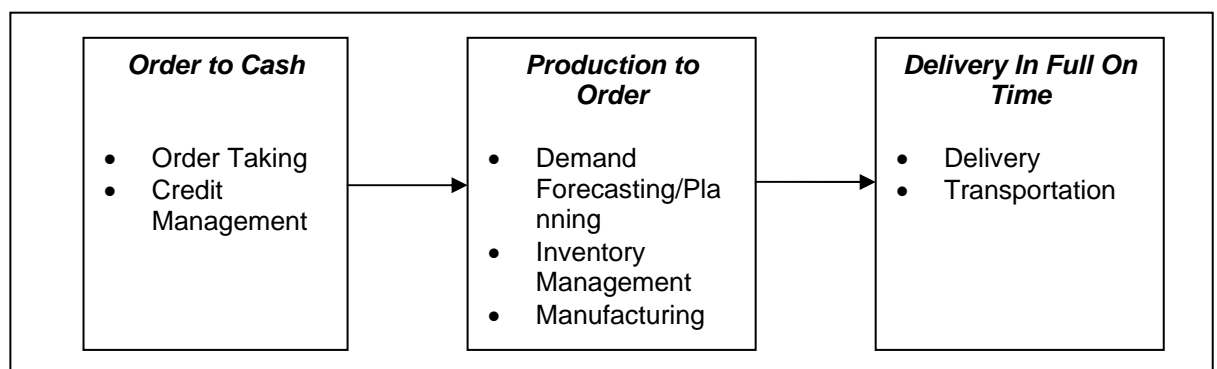 Order to Cash
• Order Taking
• Credit
Management
Production to
Order
• Demand
Forecasting/Pla
nning
• Inventory
Management
• Manufacturing
Delivery In Full On
Time
• Delivery
• Transportation